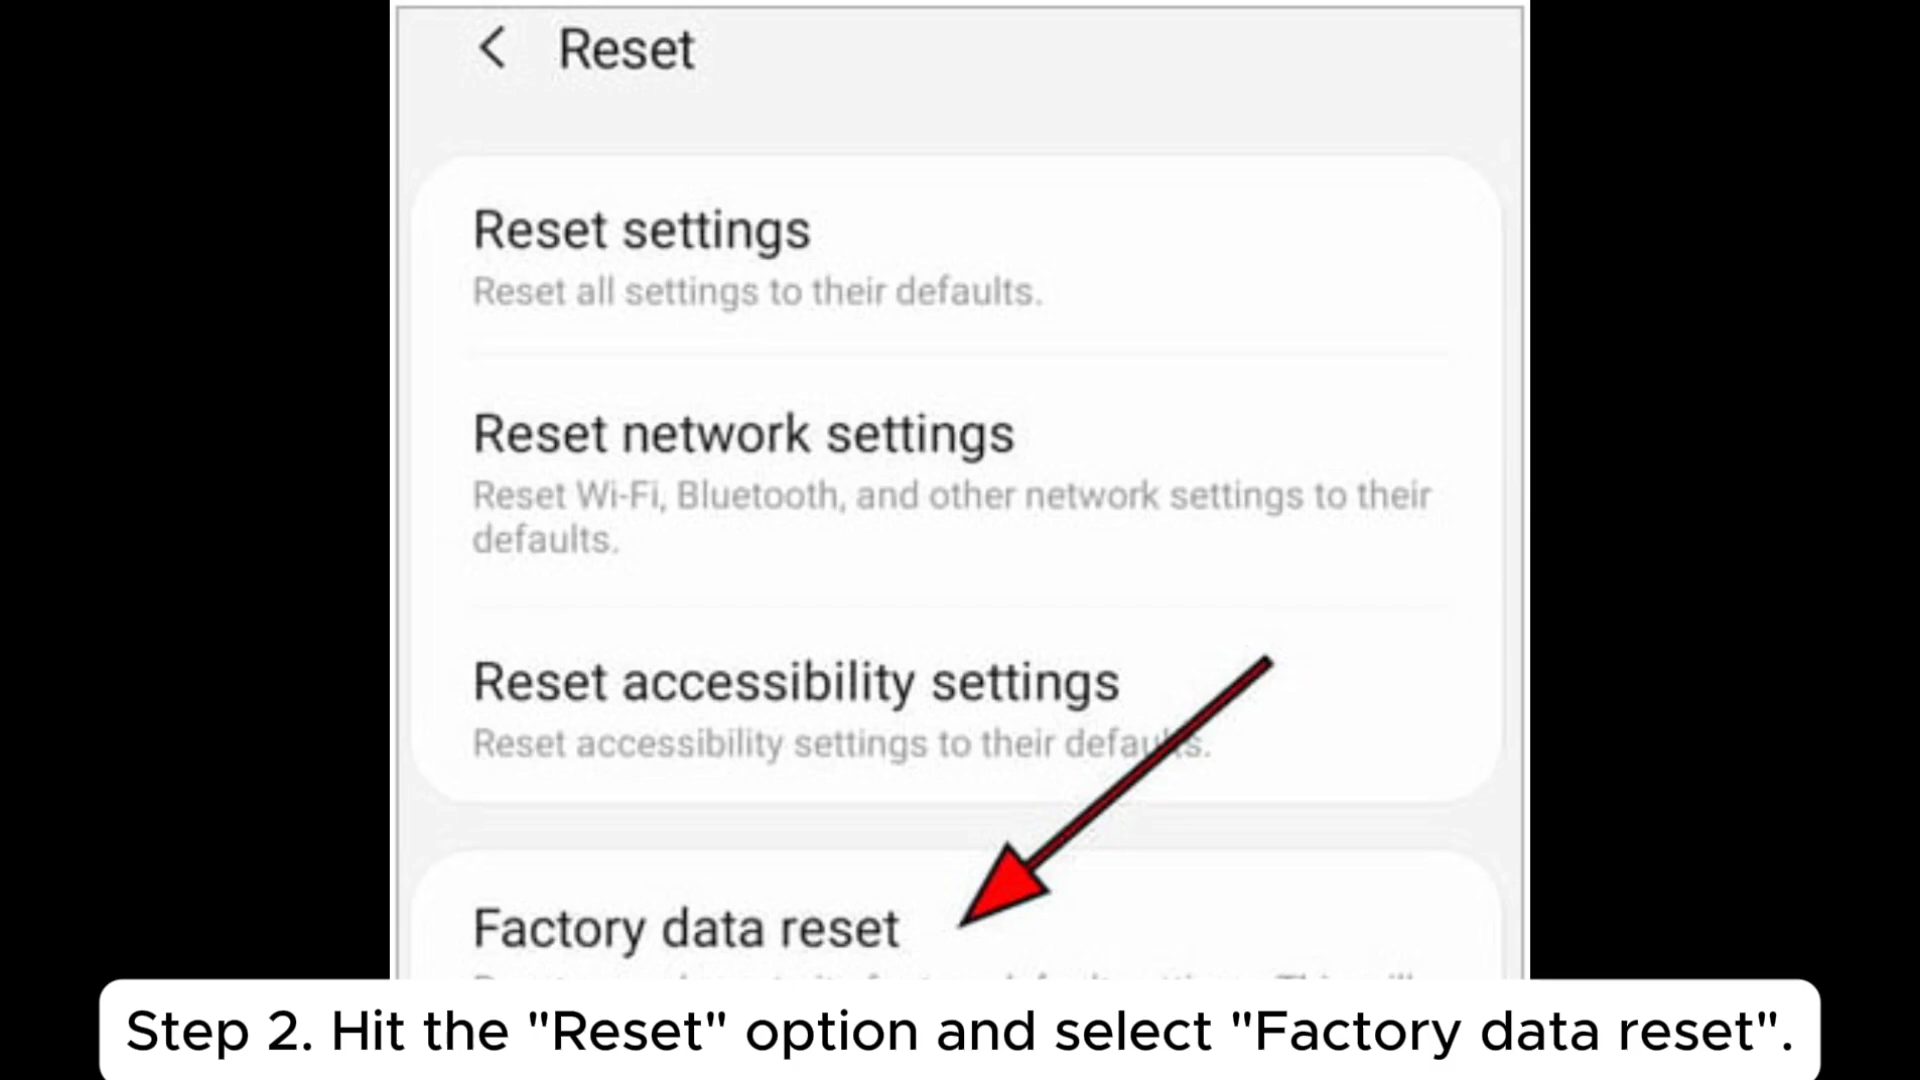 Reset
Reset settings
Reset all settings to their defaults.
Reset network settings
Reset Wi-Fi, Bluetooth, and other network settings to their
defaults.
Reset accessibility settings
Reset accessibility settings to their defaults.
Factory data reset
Step 2. Hit the "Reset" option and select "Factory data reset".